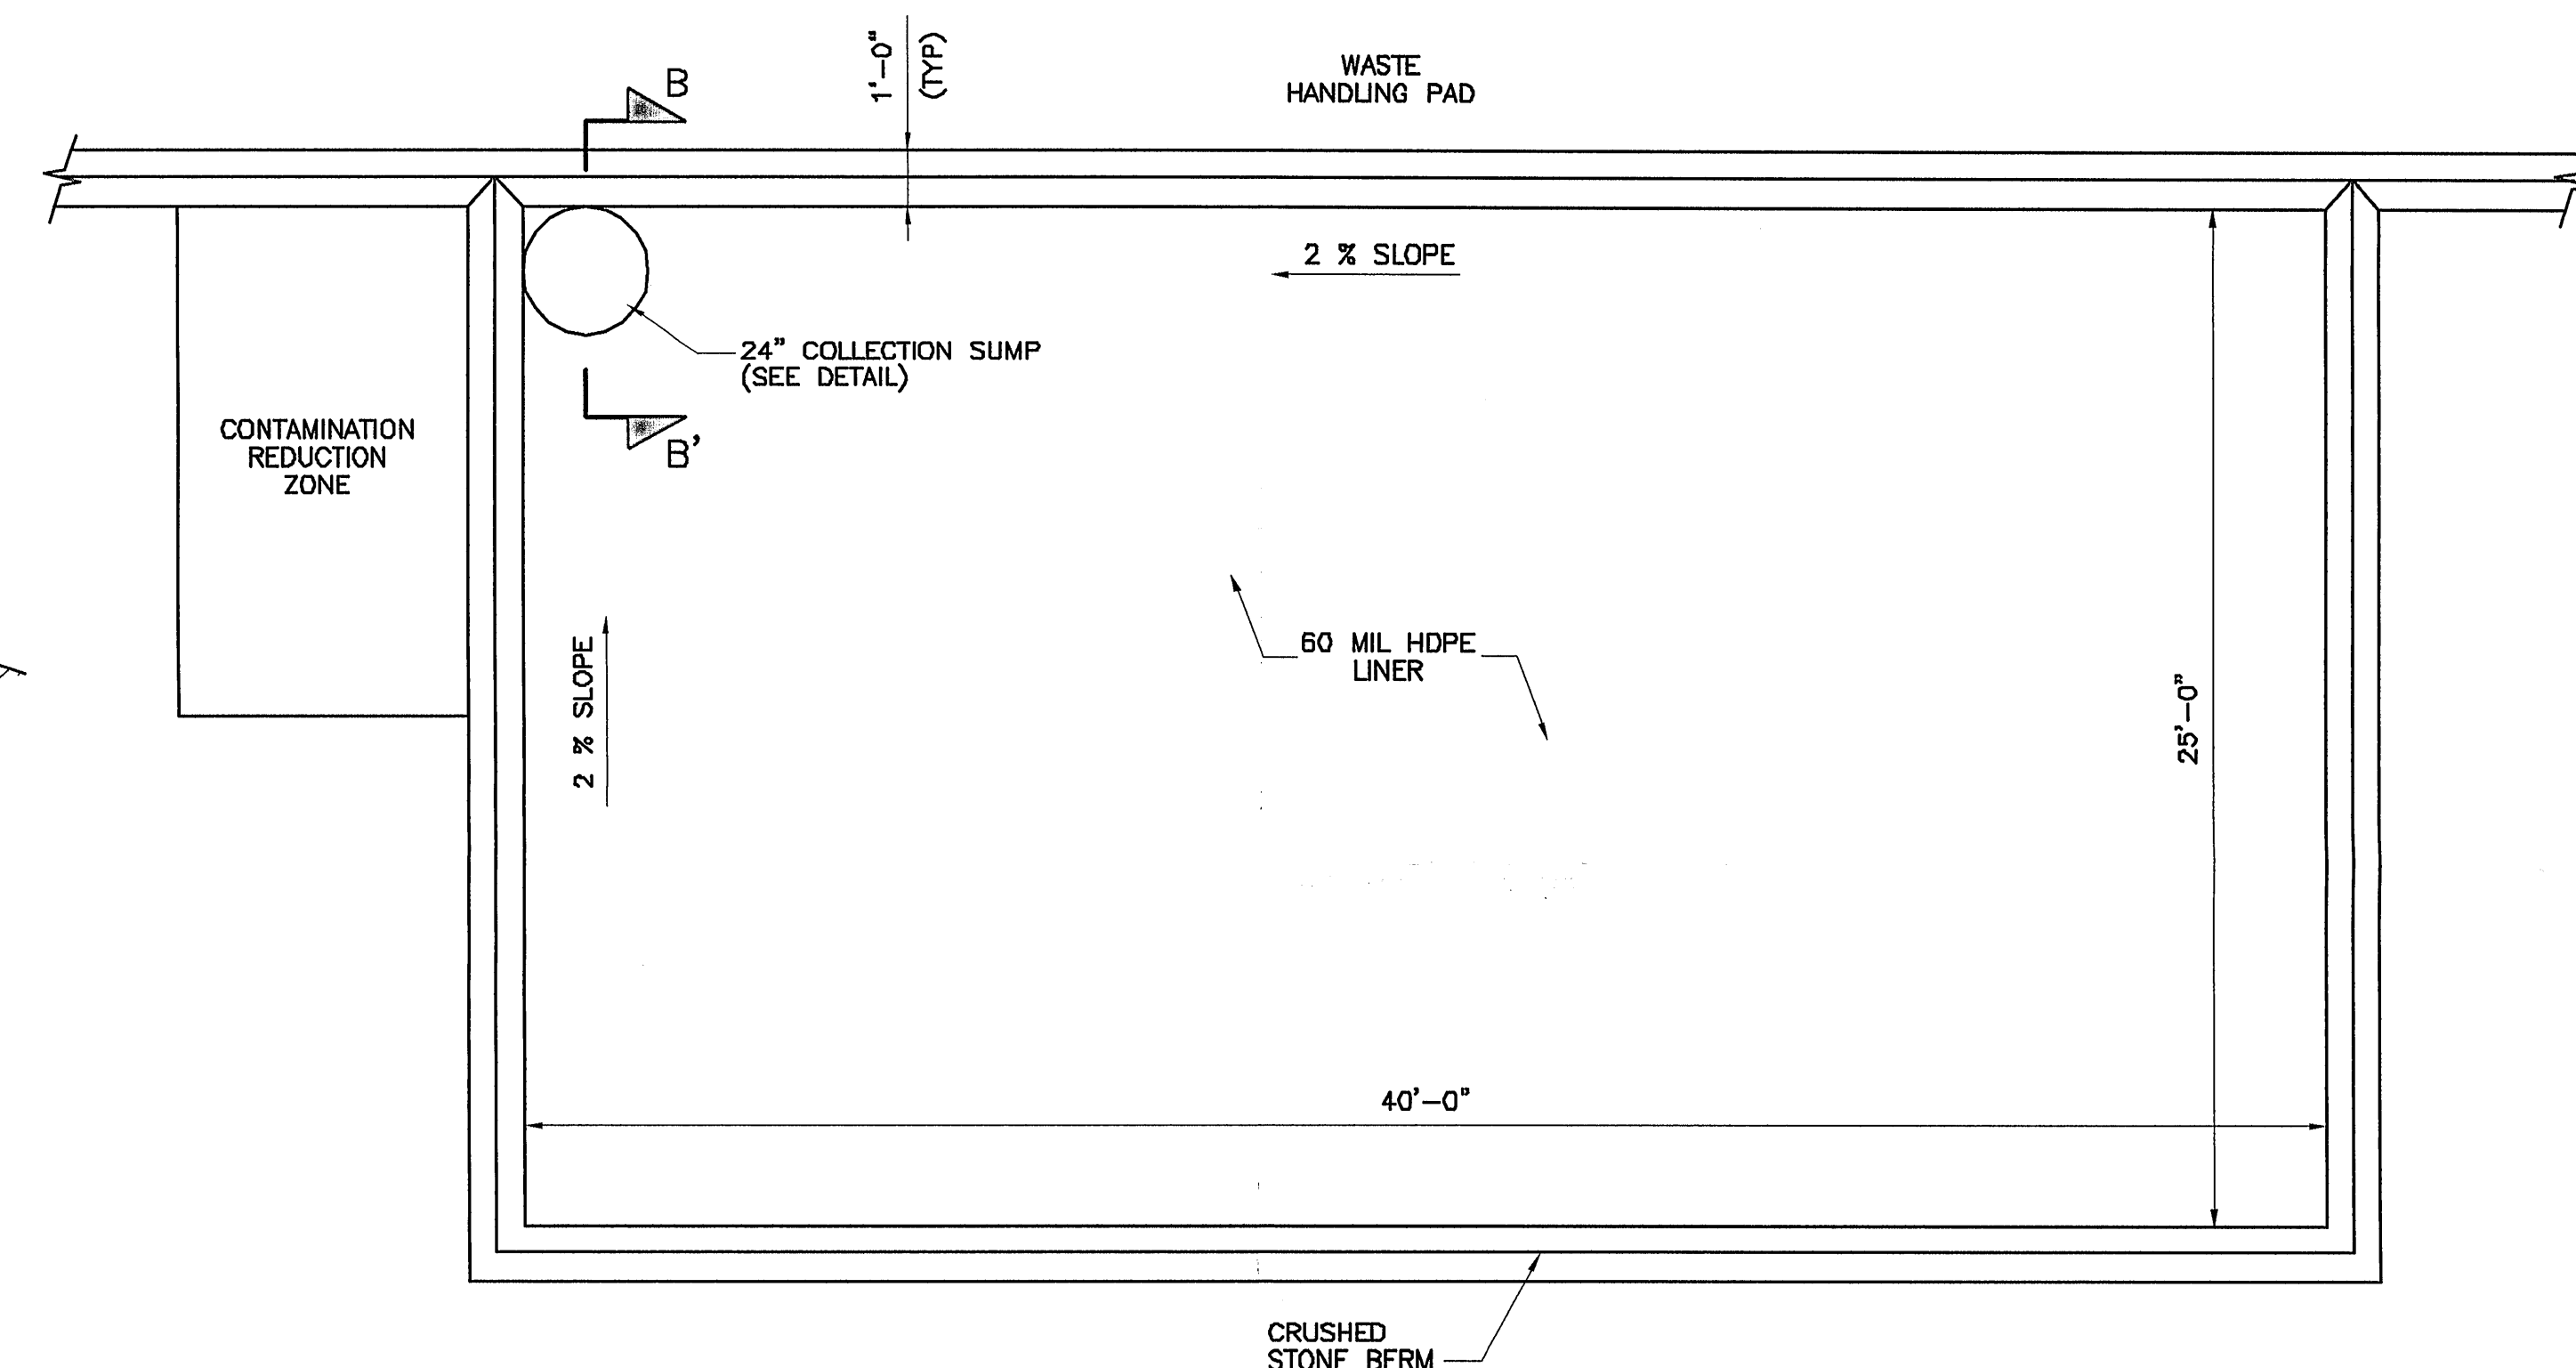 WASTE
HANDLING PAD
1'-0"
(TYP)
B
2 % SLOPE
24" COLLECTION SUMP
(SEE DETAIL)
B'
CONTAMINATION
REDUCTION
ZONE
2 % SLOPE
60 MIL HDPE
LINER
25'-0"
40'-0"
CRUSHED
STONE BERM